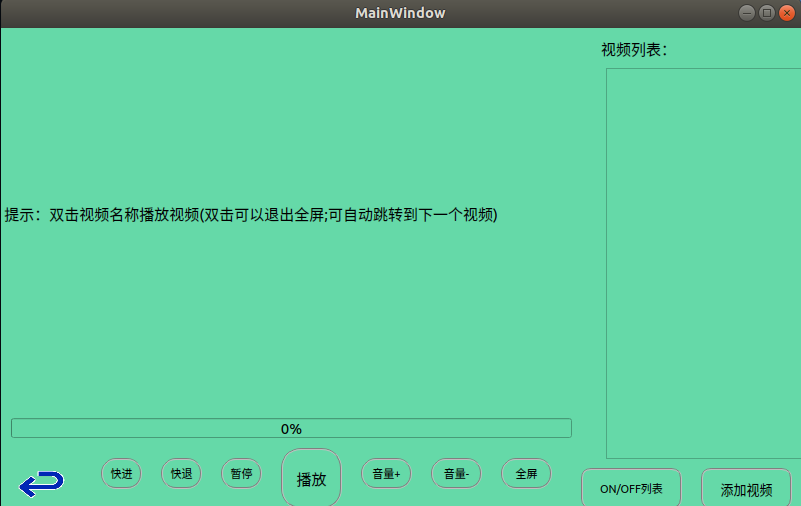 MainWindow
视频列表：
提示：双击视频名称播放视频(双击可以退出全屏;可自动跳转到下一个视频)
0%
快进
快退
暂停
播放
音量+
音量-
全屏
ON/OFF列表
添加视频